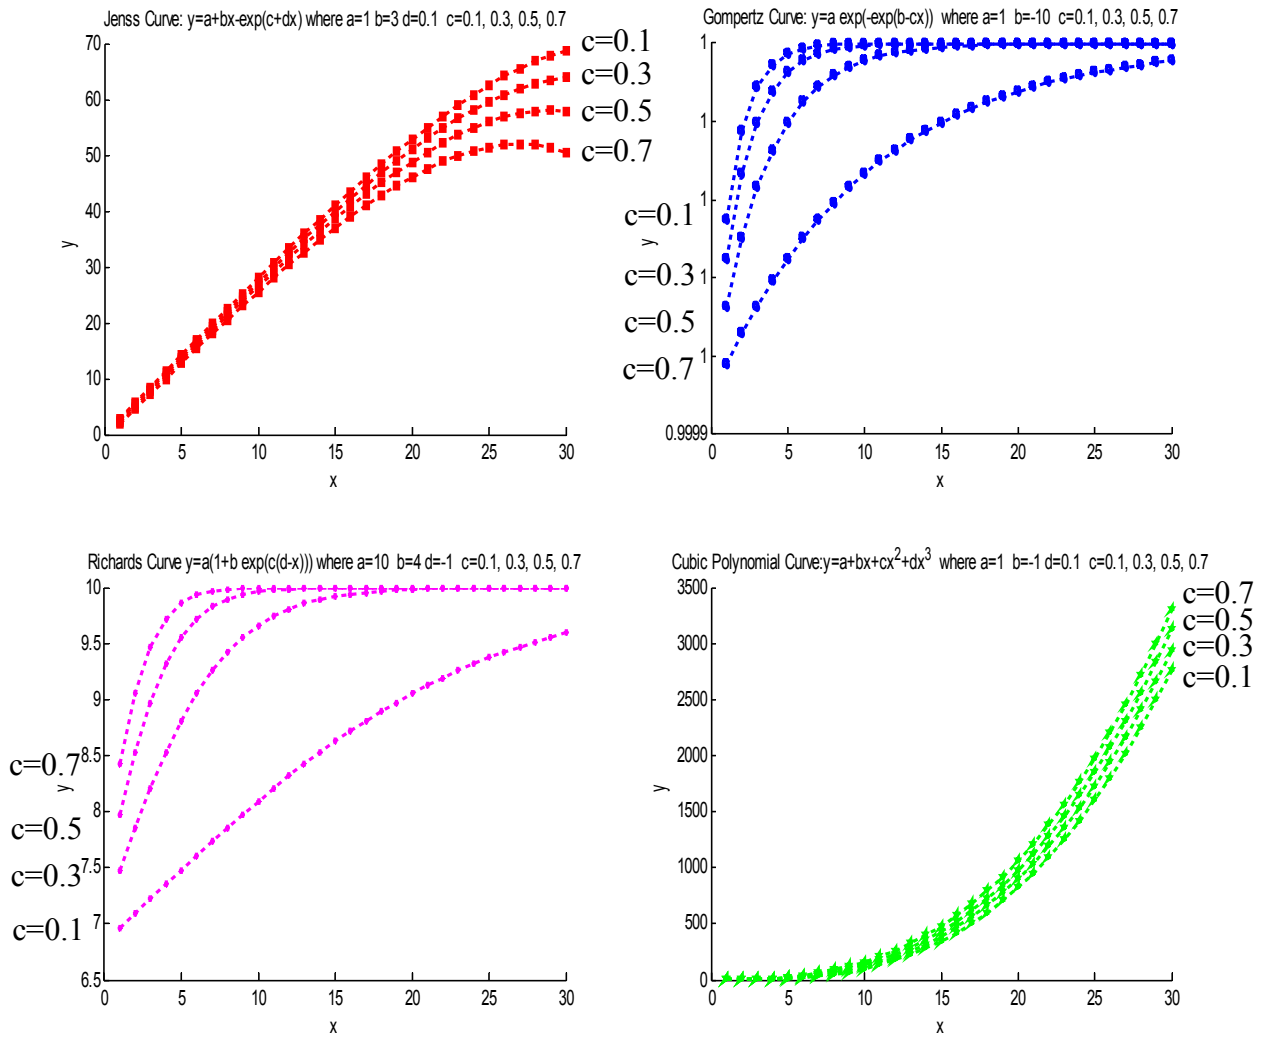 Jenss Curve: y=a+bx-exp(c+dx) where a=1 b=3 d=0.1 c=0.1, 0.3, 0.5, 0.7
70
60
50
40
30
20
10
0
y
c=0.1
c=0.3
c=0.5
c=0.7
0 5 10 15 20 25 30
x
Gompertz Curve: y=a exp(-exp(b-cx)) where a=1 b=-10 c=0.1, 0.3, 0.5, 0.7
1
1
1
1
1
0.9999
y
c=0.1
c=0.3
c=0.5
c=0.7
0 5 10 15 20 25 30
x
Richards Curve y=a(1+b exp(c(d-x))) where a=10 b=4 d=-1 c=0.1, 0.3, 0.5, 0.7
10
9.5
9
8.5
8
7.5
7
6.5
y
c=0.7
c=0.5
c=0.3
c=0.1
0 5 10 15 20 25 30
x
Cubic Polynomial Curve:y=a+bx+cx²+dx³ where a=1 b=-1 d=0.1 c=0.1, 0.3, 0.5, 0.7
3500
3000
2500
2000
1500
1000
500
0
y
c=0.7
c=0.5
c=0.3
c=0.1
0 5 10 15 20 25 30
x